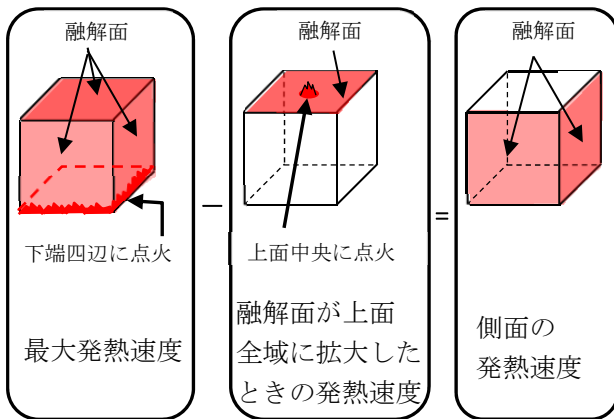 融解面
下端四辺に点火
最大発熱速度
−
融解面
上面中央に点火
融解面が上面
全域に拡大した
ときの発熱速度
=
融解面
側面の
発熱速度